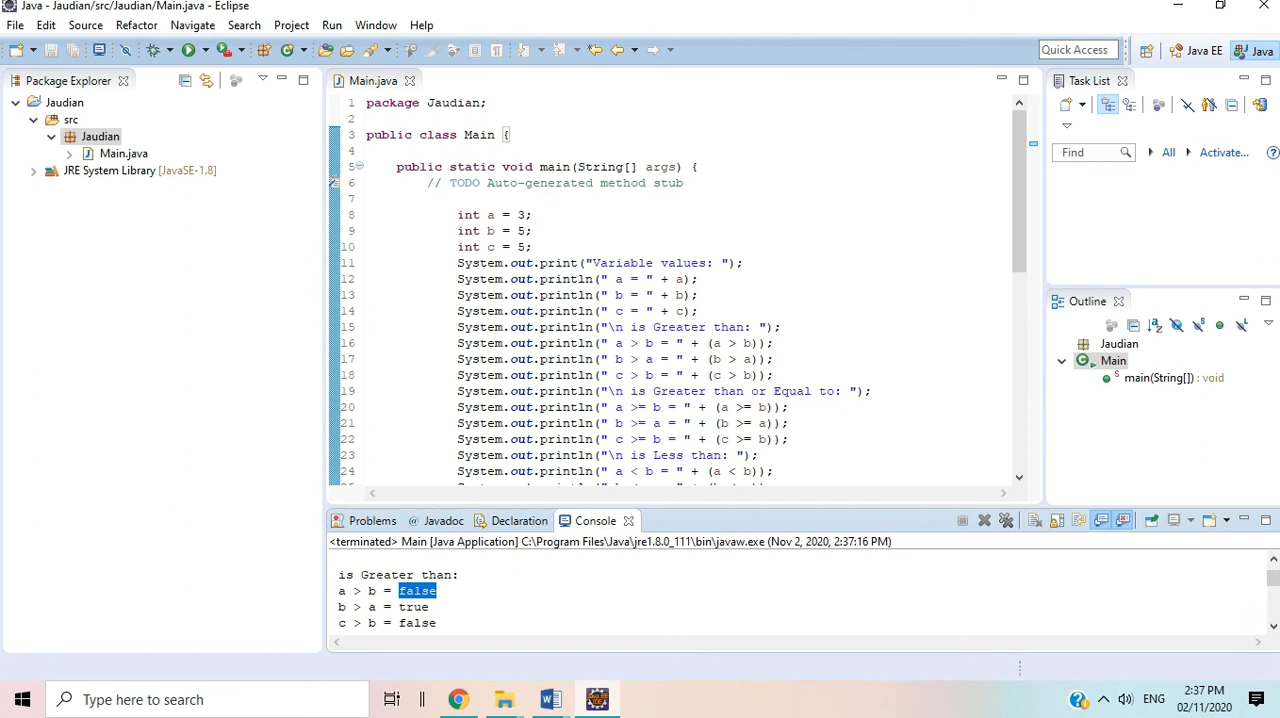 Java - Jaudian/src/Jaudian/Main.java - Eclipse
File Edit Source Refactor Navigate Search Project Run Window Help
Quick Access
Java EE
Java
Package Explorer
Jaudian
src
Jaudian
Main.java
JRE System Library [JavaSE-1.8]
Main.java
1 package Jaudian;
2
3 public class Main {
4
5 public static void main(String[] args) {
6 // TODO Auto-generated method stub
7
8 int a = 3;
9 int b = 5;
10 int c = 5;
11 System.out.print("Variable values: ");
12 System.out.println(" a = " + a);
13 System.out.println(" b = " + b);
14 System.out.println(" c = " + c);
15 System.out.println("\n is Greater than: ");
16 System.out.println(" a > b = " + (a > b));
17 System.out.println(" b > a = " + (b > a));
18 System.out.println(" c > b = " + (c > b));
19 System.out.println("\n is Greater than or Equal to: ");
20 System.out.println(" a >= b = " + (a >= b));
21 System.out.println(" b >= a = " + (b >= a));
22 System.out.println(" c >= b = " + (c >= b));
23 System.out.println("\n is Less than: ");
24 System.out.println(" a < b = " + (a < b));
Task List
Find
All
Activate...
Outline
Jaudian
Main
main(String[]) : void
Problems
@ Javadoc
Declaration
Console
<terminated> Main [Java Application] C:\Program Files\Java\jre1.8.0_111\bin\javaw.exe (Nov 2, 2020, 2:37:16 PM)
is Greater than:
a > b = false
b > a = true
c > b = false
Type here to search
ENG
2:37 PM
02/11/2020